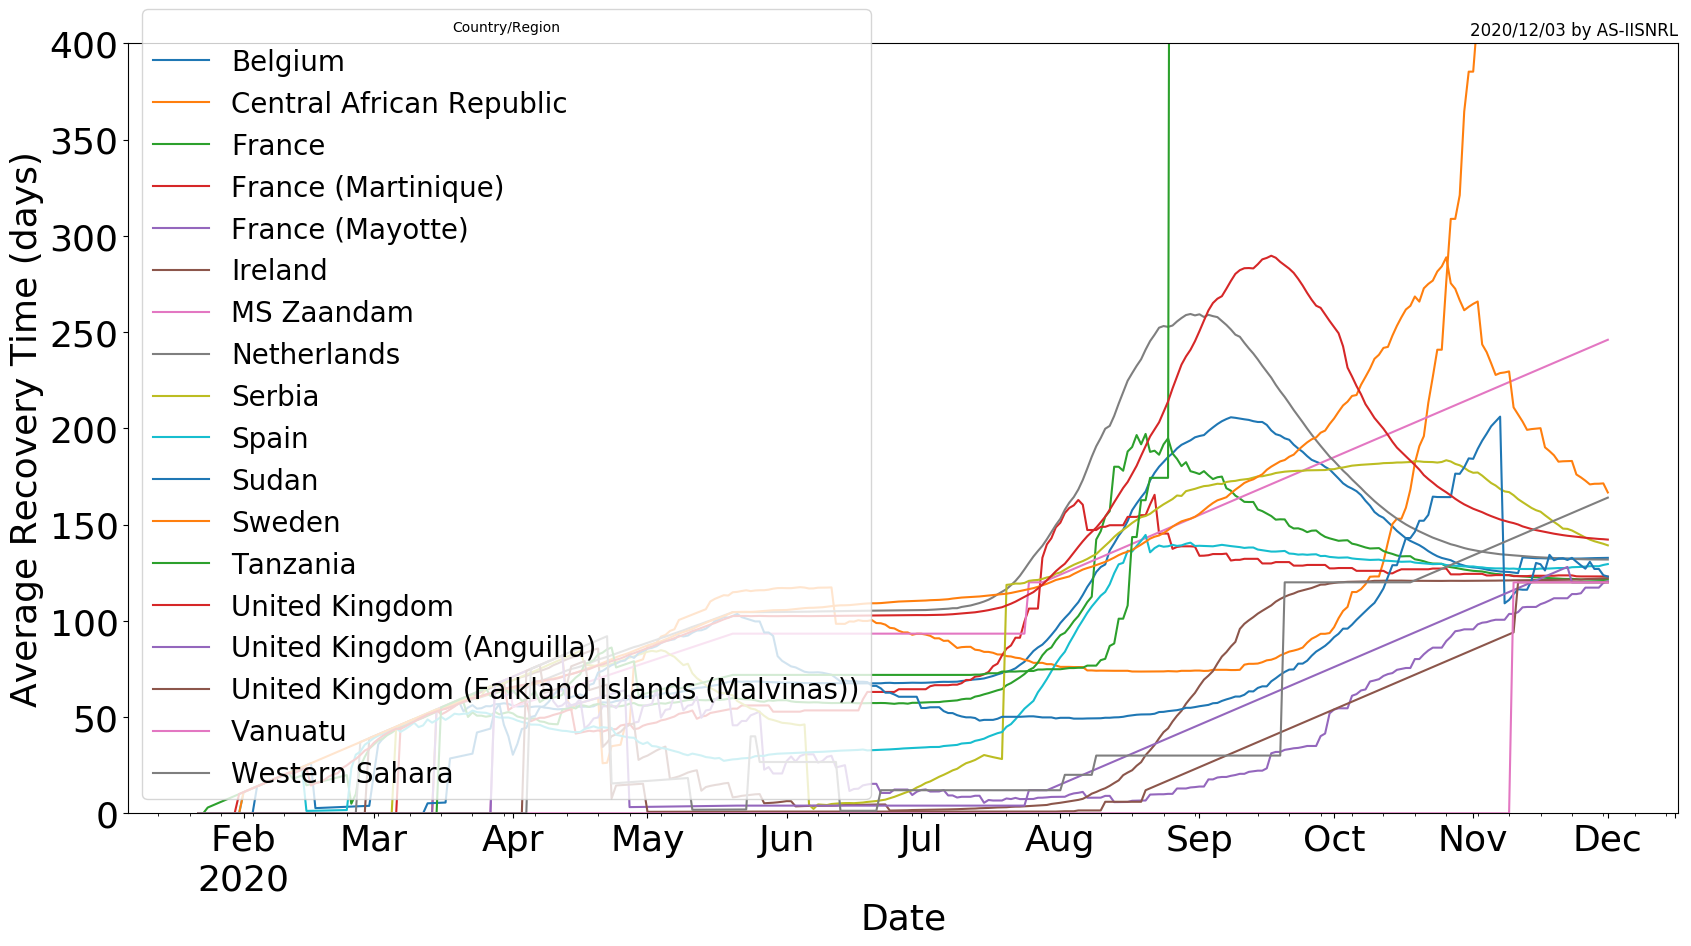 Country/Region
2020/12/03 by AS-IISNRL
Belgium
Central African Republic
France
France (Martinique)
France (Mayotte)
Ireland
MS Zaandam
Netherlands
Serbia
Spain
Sudan
Sweden
Tanzania
United Kingdom
United Kingdom (Anguilla)
United Kingdom (Falkland Islands (Malvinas))
Vanuatu
Western Sahara
Average Recovery Time (days)
400
350
300
250
200
150
100
50
0
Feb Mar Apr May Jun Jul Aug Sep Oct Nov Dec
2020
Date